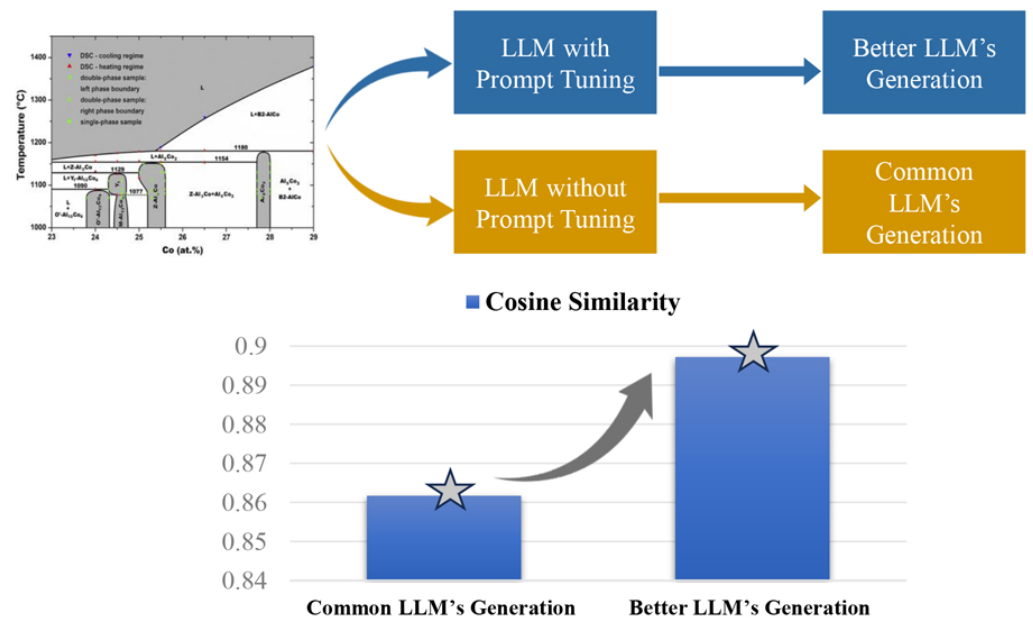 1400
1300
1200
1100
1000
Temperature (°C)
DSC - cooling regime
DSC - heating regime
double-phase sample:
left phase boundary
double-phase sample:
right phase boundary
single-phase sample
L
L+B2-AlCo
1180
L+Al₅Co₂
1154
L+Z-Al₃Co
1129
1090
1077
L
+
Z-Al₃Co+Al₅Co₂
Al₅Co₂
+
B2-AlCo
23 24 25 26 27 28 29
Co (at.%)
LLM with
Prompt Tuning
Better LLM's
Generation
LLM without
Prompt Tuning
Common
LLM's
Generation
Cosine Similarity
0.9
0.89
0.88
0.87
0.86
0.85
0.84
Common LLM's Generation
Better LLM's Generation